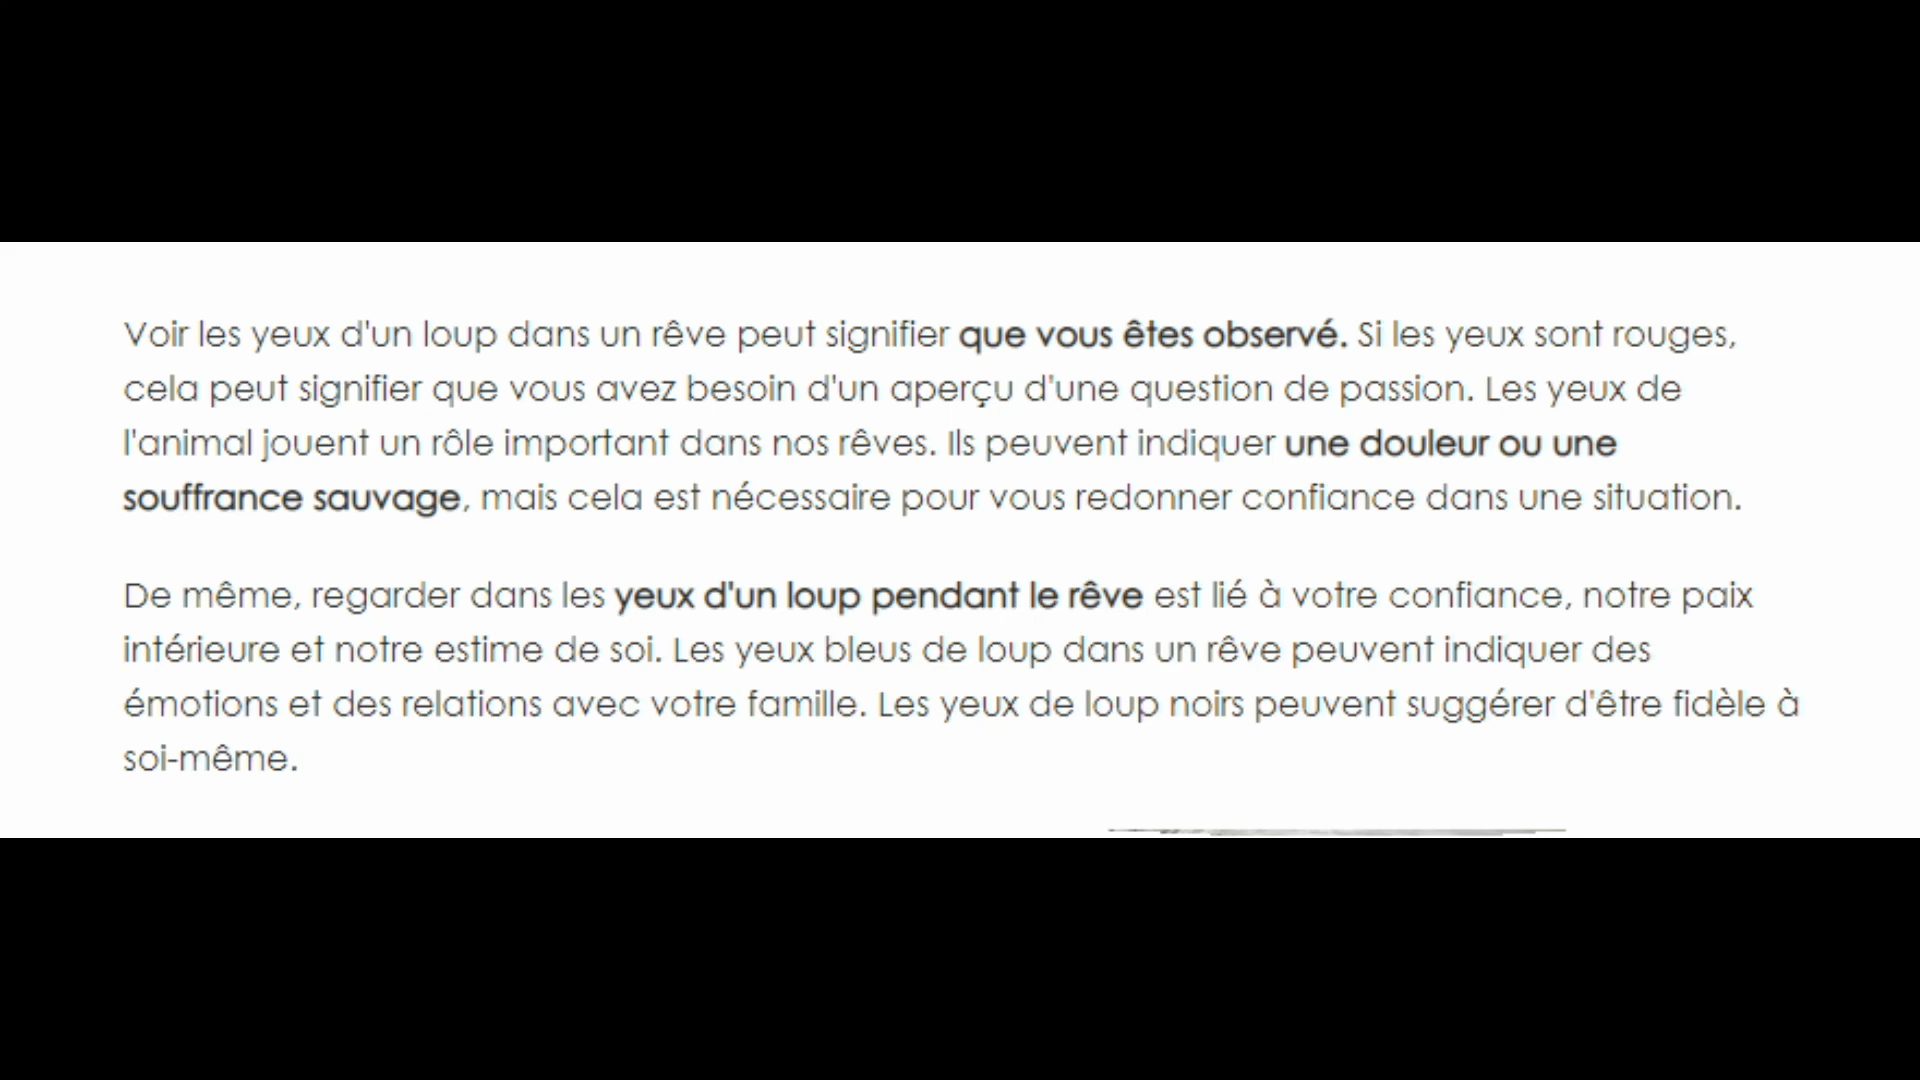 Voir les yeux d'un loup dans un rêve peut signifier que vous êtes observé. Si les yeux sont rouges,
cela peut signifier que vous avez besoin d'un aperçu d'une question de passion. Les yeux de
l'animal jouent un rôle important dans nos rêves. Ils peuvent indiquer une douleur ou une
souffrance sauvage, mais cela est nécessaire pour vous redonner confiance dans une situation.
De même, regarder dans les yeux d'un loup pendant le rêve est lié à votre confiance, notre paix
intérieure et notre estime de soi. Les yeux bleus de loup dans un rêve peuvent indiquer des
émotions et des relations avec votre famille. Les yeux de loup noirs peuvent suggérer d'être fidèle à
soi-même.